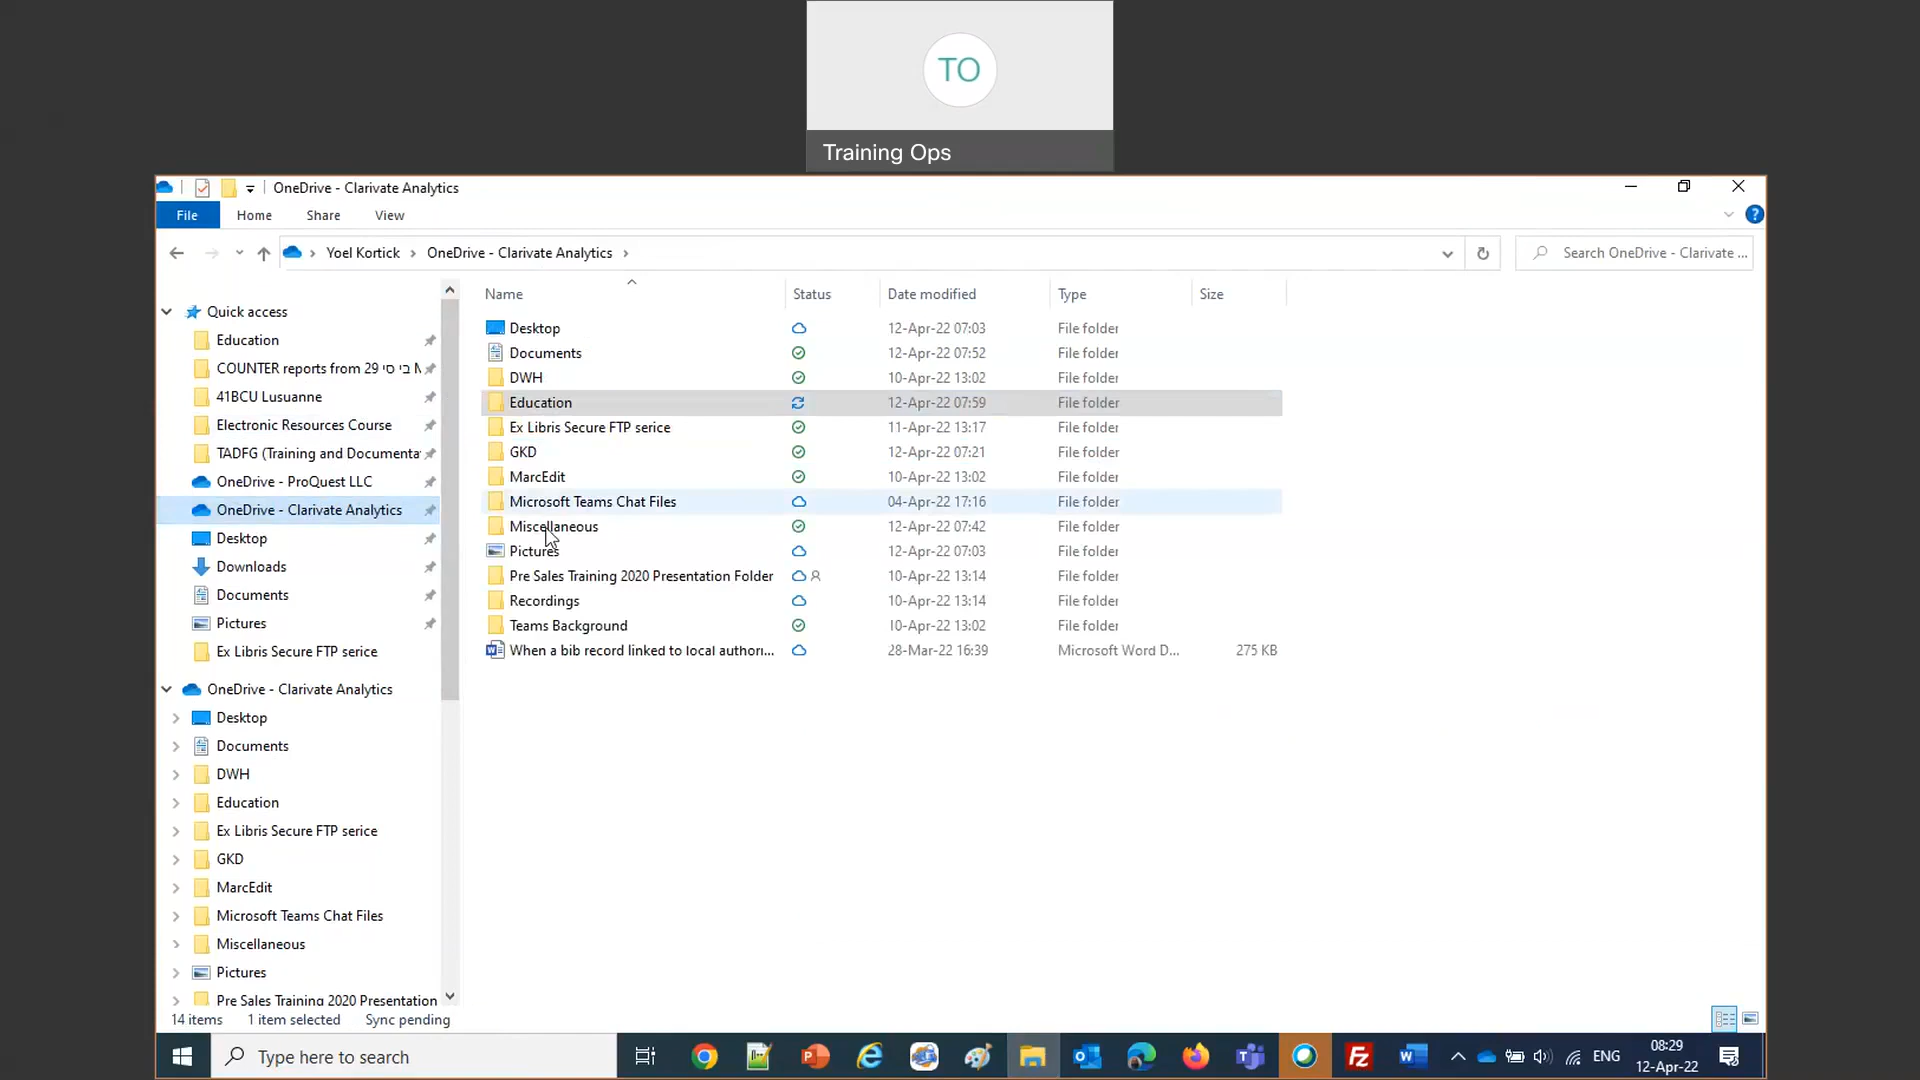 TO
Training Ops
OneDrive - Clarivate Analytics
File Home Share View
Yoel Kortick OneDrive - Clarivate Analytics
Search OneDrive - Clarivate ...
Name Status Date modified Type Size
Quick access
Education
COUNTER reports from 29 בי סי M
41BCU Lusuanne
Electronic Resources Course
TADFG (Training and Documenta
OneDrive - ProQuest LLC
OneDrive - Clarivate Analytics
Desktop
Downloads
Documents
Pictures
Ex Libris Secure FTP serice
OneDrive - Clarivate Analytics
Desktop
Documents
DWH
Education
Ex Libris Secure FTP serice
GKD
MarcEdit
Microsoft Teams Chat Files
Miscellaneous
Pictures
Pre Sales Training 2020 Presentation
Desktop 12-Apr-22 07:03 File folder
Documents 12-Apr-22 07:52 File folder
DWH 10-Apr-22 13:02 File folder
Education 12-Apr-22 07:59 File folder
Ex Libris Secure FTP serice 11-Apr-22 13:17 File folder
GKD 12-Apr-22 07:21 File folder
MarcEdit 10-Apr-22 13:02 File folder
Microsoft Teams Chat Files 04-Apr-22 17:16 File folder
Miscellaneous 12-Apr-22 07:42 File folder
Pictures 12-Apr-22 07:03 File folder
Pre Sales Training 2020 Presentation Folder 10-Apr-22 13:14 File folder
Recordings 10-Apr-22 13:14 File folder
Teams Background 10-Apr-22 13:02 File folder
When a bib record linked to local authori... 28-Mar-22 16:39 Microsoft Word D... 275 KB
14 items 1 item selected Sync pending
Type here to search
ENG
08:29
12-Apr-22